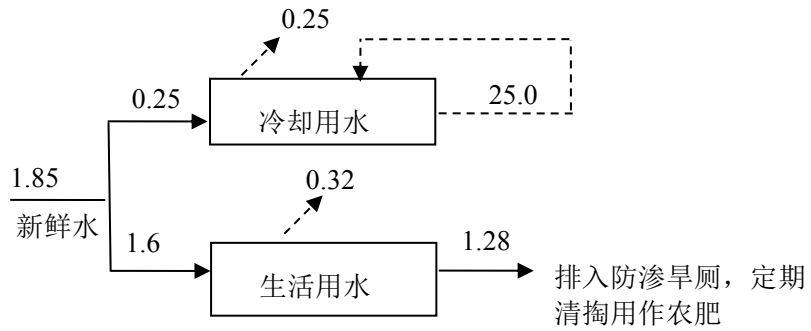 0.25
0.25
25.0
冷却用水
1.85
新鲜水
0.32
1.6
1.28
生活用水
排入防渗旱厕，定期
清掏用作农肥